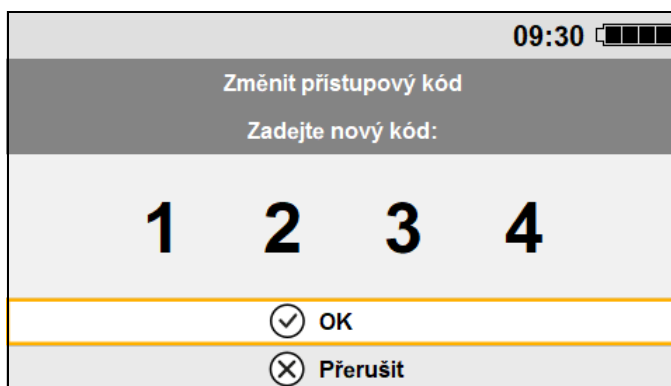 09:30
Změnit přístupový kód
Zadejte nový kód:
1 2 3 4
OK
Přerušit